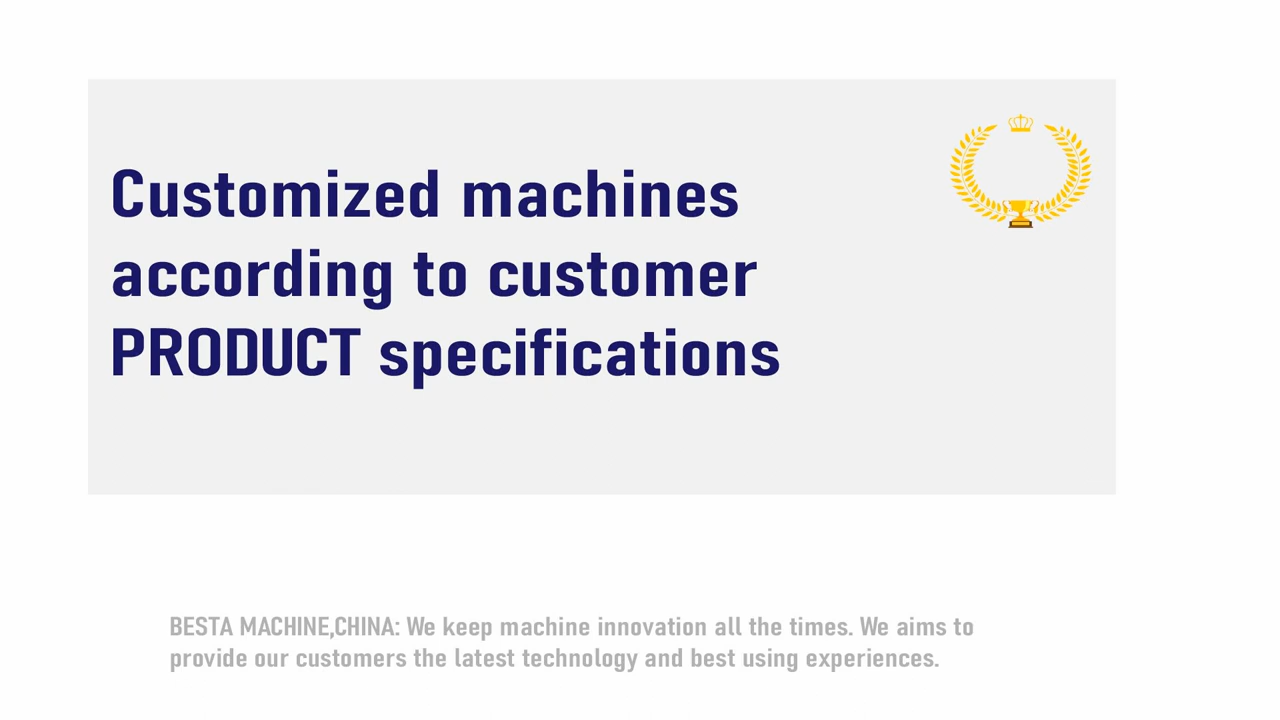 Customized machines
according to customer
PRODUCT specifications
BESTA MACHINE,CHINA: We keep machine innovation all the times. We aims to
provide our customers the latest technology and best using experiences.